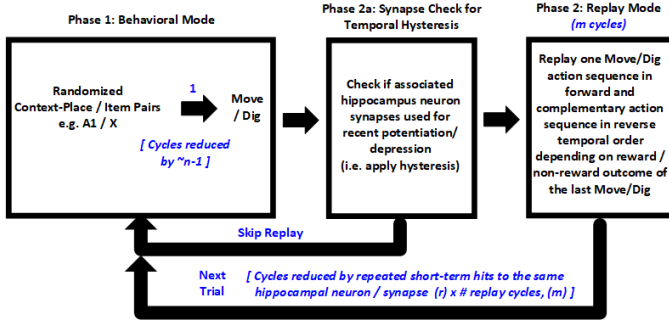 Phase 1: Behavioral Mode
Randomized
Context-Place / Item Pairs
e.g. A1 / X
1
Move
/ Dig
[ Cycles reduced
by ~n-1 ]
Phase 2a: Synapse Check for
Temporal Hysteresis
Check if associated
hippocampus neuron
synapses used for
recent potentiation/
depression
(i.e. apply hysteresis)
Phase 2: Replay Mode
(m cycles)
Replay one Move/Dig
action sequence in
forward and
complementary action
sequence in reverse
temporal order
depending on reward /
non-reward outcome of
the last Move/Dig
Skip Replay
Next
Trial
[ Cycles reduced by repeated short-term hits to the same
hippocampal neuron / synapse (r) x # replay cycles, (m) ]